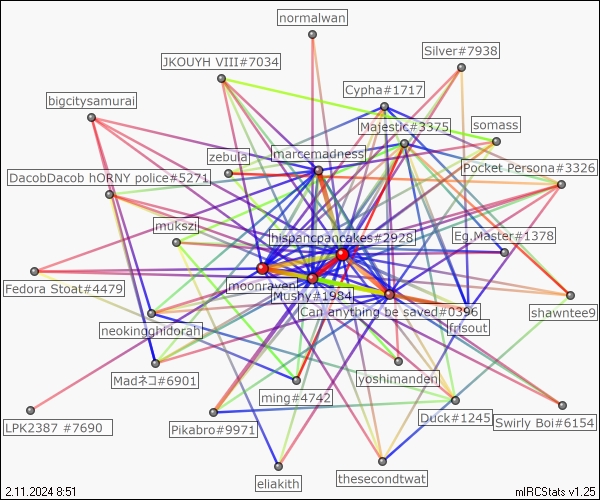 normalwan
Silver#7938
JKOUYH VIII#7034
Cypha#1717
bigcitysamurai
Majestic#3375
somass
zebula
marcemadness
Pocket Persona#3326
DacobDacob hORNY police#5271
mukszi
hispancpancakes#2928
Eg.Master#1378
moonraven
Fedora Stoat#4479
Mushy#1984
Can anything be saved#0396
shawntee9
neokingghidorah
frisout
Madネコ#6901
yoshimanden
ming#4742
LPK2387 #7690
Pikabro#9971
Duck#1245
Swirly Boi#6154
eliakith
thesecondtwat
2.11.2024 8:51
mIRCStats v1.25